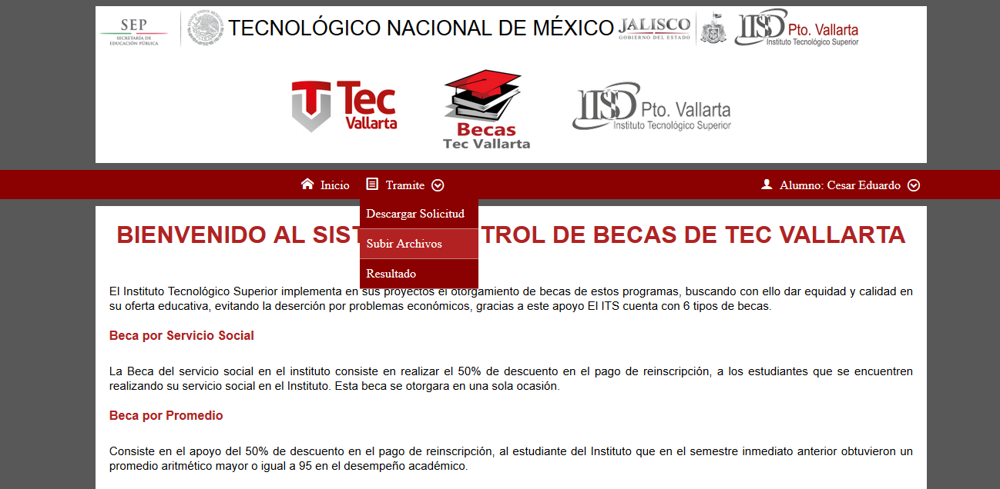 SEP
SECRETARÍA DE
EDUCACIÓN PÚBLICA
TECNOLÓGICO NACIONAL DE MÉXICO
JALISCO
GOBIERNO DEL ESTADO
ITS Pto. Vallarta
Instituto Tecnológico Superior
Tec
Vallarta
Becas
Tec Vallarta
ITS Pto. Vallarta
Instituto Tecnológico Superior
Inicio Tramite Alumno: Cesar Eduardo
Descargar Solicitud
Subir Archivos
Resultado
BIENVENIDO AL SIST TROL DE BECAS DE TEC VALLARTA
El Instituto Tecnológico Superior implementa en sus proyectos el otorgamiento de becas de estos programas, buscando con ello dar equidad y calidad en
su oferta educativa, evitando la deserción por problemas económicos, gracias a este apoyo El ITS cuenta con 6 tipos de becas.
Beca por Servicio Social
La Beca del servicio social en el instituto consiste en realizar el 50% de descuento en el pago de reinscripción, a los estudiantes que se encuentren
realizando su servicio social en el Instituto. Esta beca se otorgara en una sola ocasión.
Beca por Promedio
Consiste en el apoyo del 50% de descuento en el pago de reinscripción, al estudiante del Instituto que en el semestre inmediato anterior obtuvieron un
promedio aritmético mayor o igual a 95 en el desempeño académico.